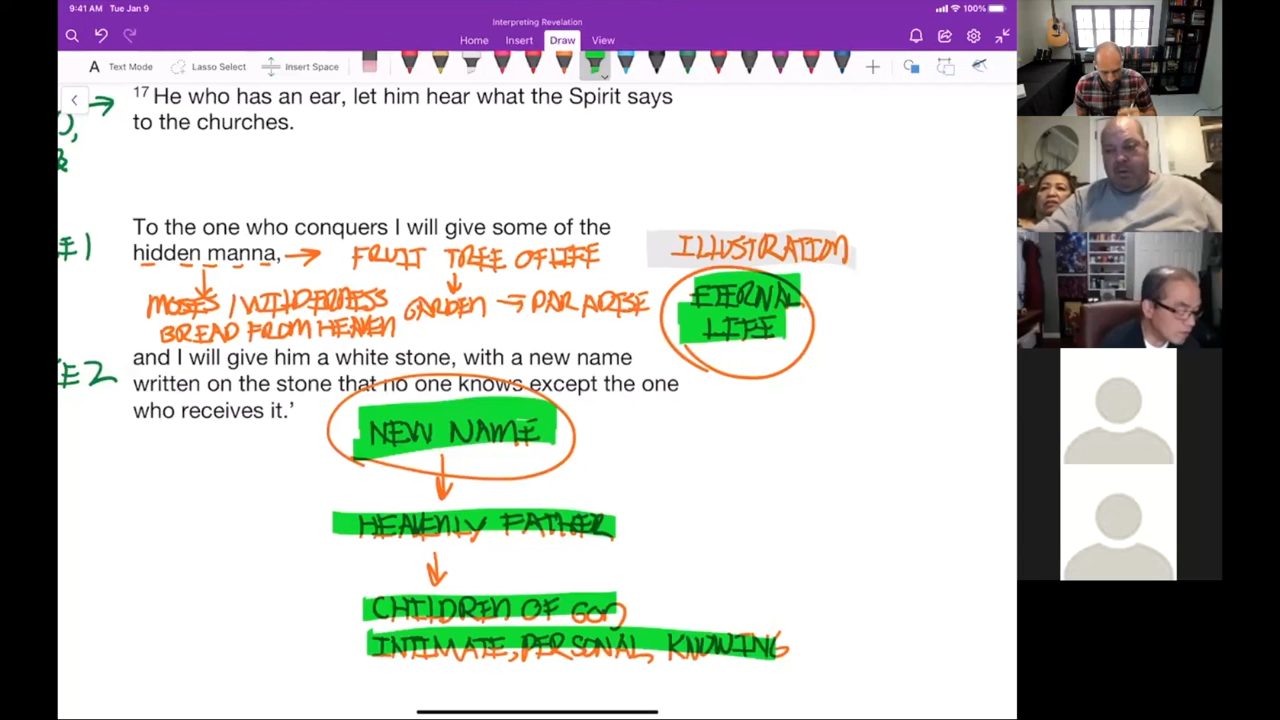 9:41 AM Tue Jan 9
100%
Interpreting Revelation
Home Insert Draw View
A Text Mode Lasso Select Insert Space
17 He who has an ear, let him hear what the Spirit says
to the churches.
To the one who conquers I will give some of the
hidden manna, → FRUIT TREE OF LIFE
ILLUSTRATION
MOSES / WILDERNESS
BREAD FROM HEAVEN
GARDEN → PARADISE
ETERNAL
LIFE
and I will give him a white stone, with a new name
written on the stone that no one knows except the one
who receives it.’
NEW NAME
HEAVENLY FATHER
CHILDREN OF GOD
INTIMATE, PERSONAL, KNOWING